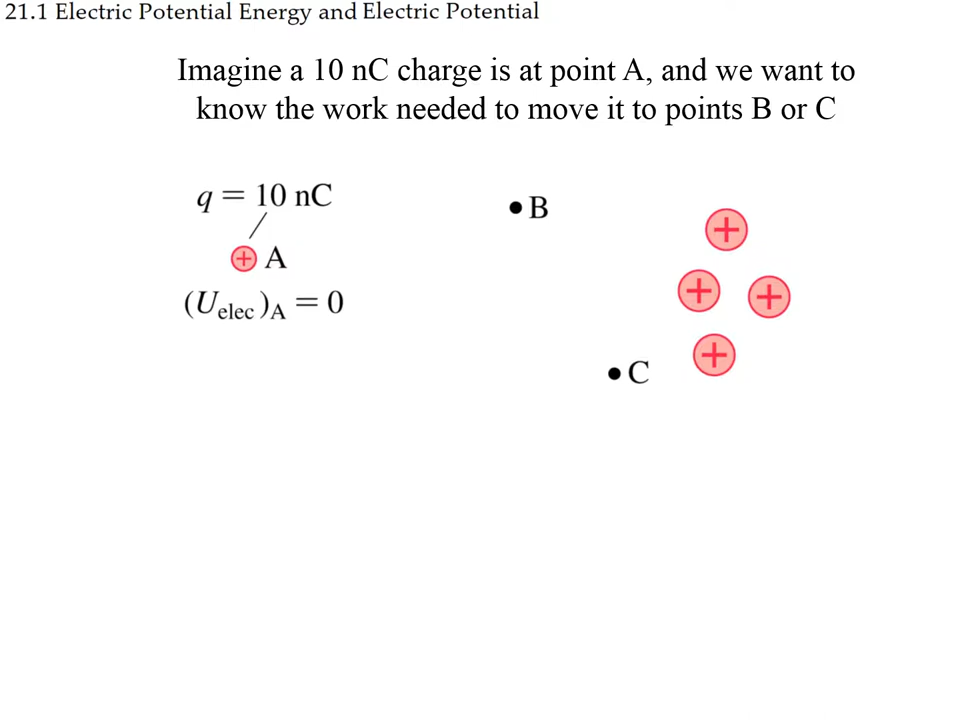 21.1 Electric Potential Energy and Electric Potential
Imagine a 10 nC charge is at point A, and we want to
know the work needed to move it to points B or C
q = 10 nC
+ A
(Uelec)A = 0
• B
+
+ +
+
• C